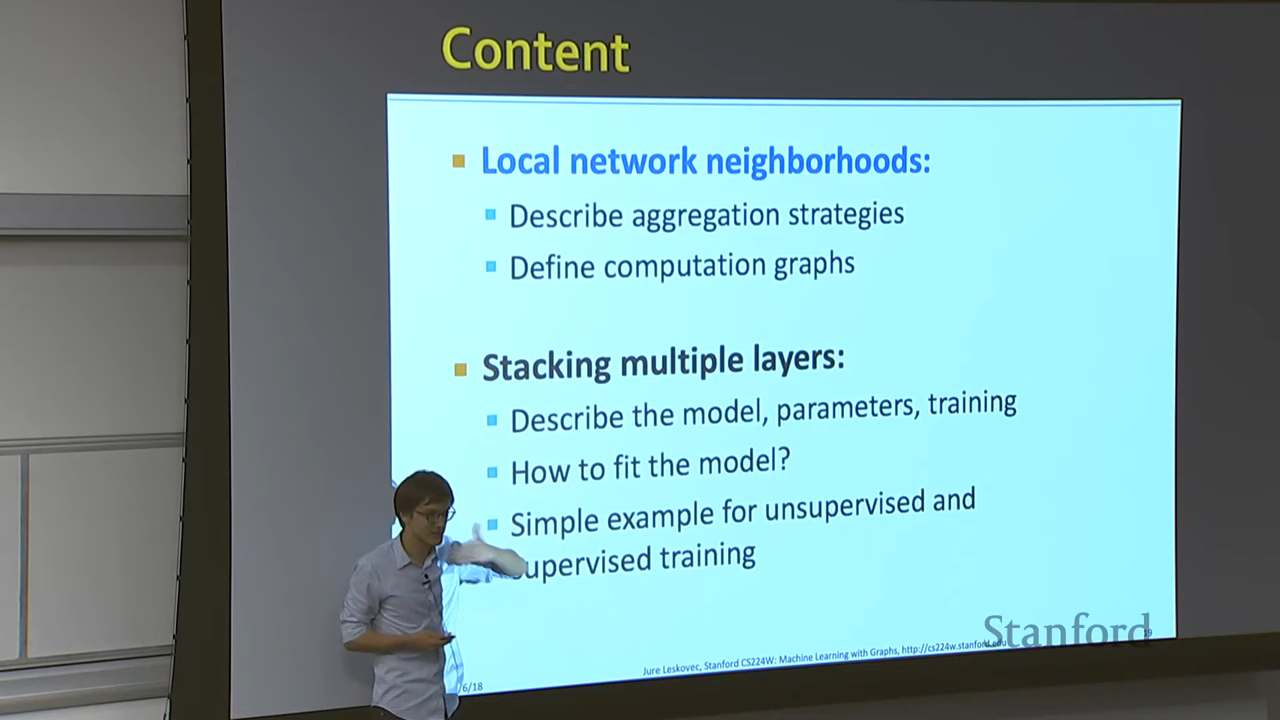 Content
Local network neighborhoods:
Describe aggregation strategies
Define computation graphs
Stacking multiple layers:
Describe the model, parameters, training
How to fit the model?
Simple example for unsupervised and
supervised training
Stanford
Jure Leskovec, Stanford CS224W: Machine Learning with Graphs, http://cs224w.stanford.edu
/6/18